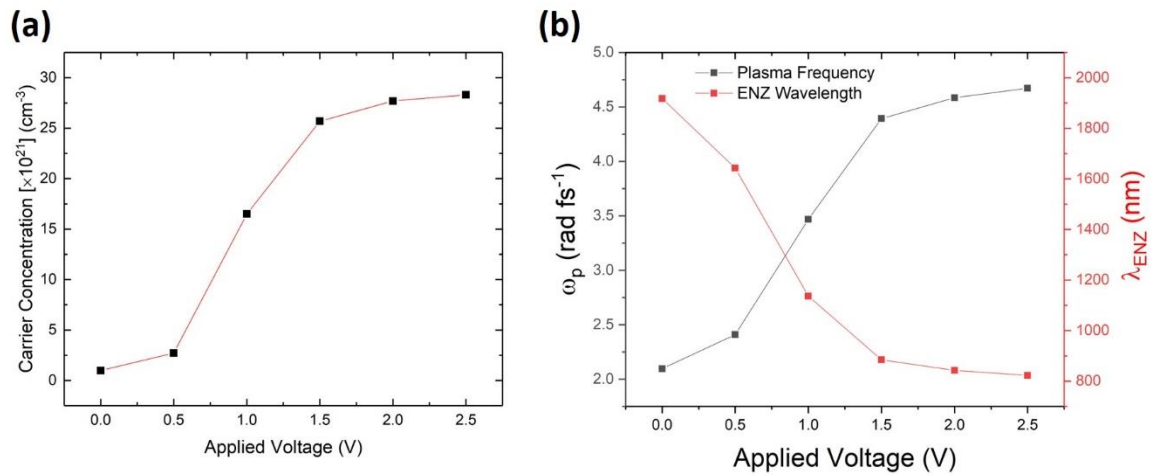 (a)
Carrier Concentration [×10²¹] (cm-³)
30
25
20
15
10
5
0
0.0 0.5 1.0 1.5 2.0 2.5
Applied Voltage (V)
(b)
Plasma Frequency
ENZ Wavelength
ωp (rad fs⁻¹)
5.0
4.5
4.0
3.5
3.0
2.5
2.0
2000
1800
1600
1400
1200
1000
800
λENZ (nm)
0.0 0.5 1.0 1.5 2.0 2.5
Applied Voltage (V)